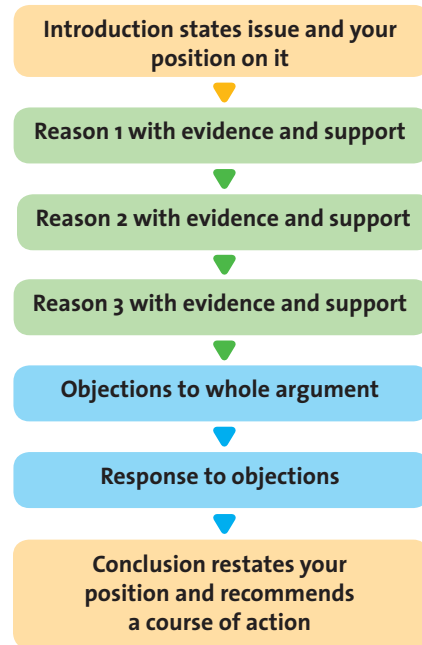 Introduction states issue and your
position on it
Reason 1 with evidence and support
Reason 2 with evidence and support
Reason 3 with evidence and support
Objections to whole argument
Response to objections
Conclusion restates your
position and recommends
a course of action